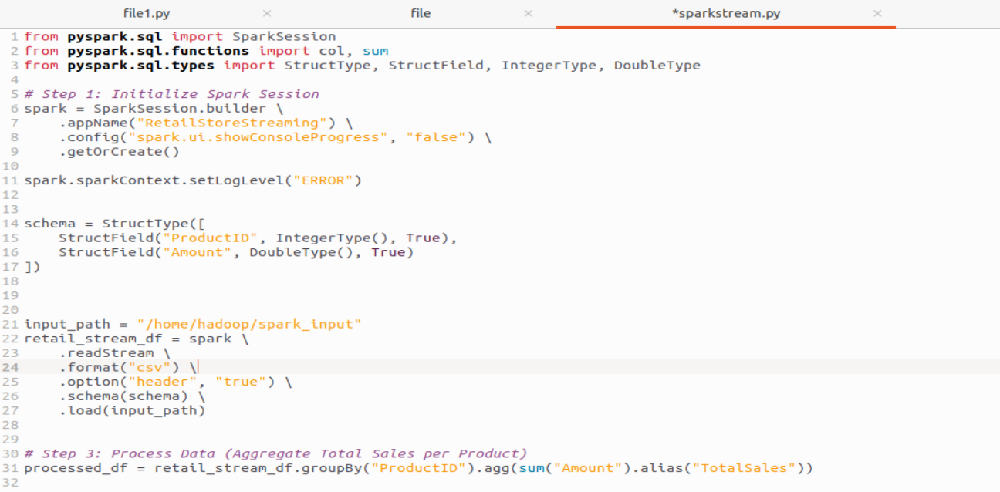 file1.py × file × *sparkstream.py ×
1 from pyspark.sql import SparkSession
2 from pyspark.sql.functions import col, sum
3 from pyspark.sql.types import StructType, StructField, IntegerType, DoubleType
4
5 # Step 1: Initialize Spark Session
6 spark = SparkSession.builder \
7     .appName("RetailStoreStreaming") \
8     .config("spark.ui.showConsoleProgress", "false") \
9     .getOrCreate()
10
11 spark.sparkContext.setLogLevel("ERROR")
12
13
14 schema = StructType([
15     StructField("ProductID", IntegerType(), True),
16     StructField("Amount", DoubleType(), True)
17 ])
18
19
20
21 input_path = "/home/hadoop/spark_input"
22 retail_stream_df = spark \
23     .readStream \
24     .format("csv") \
25     .option("header", "true") \
26     .schema(schema) \
27     .load(input_path)
28
29
30 # Step 3: Process Data (Aggregate Total Sales per Product)
31 processed_df = retail_stream_df.groupBy("ProductID").agg(sum("Amount").alias("TotalSales"))
32